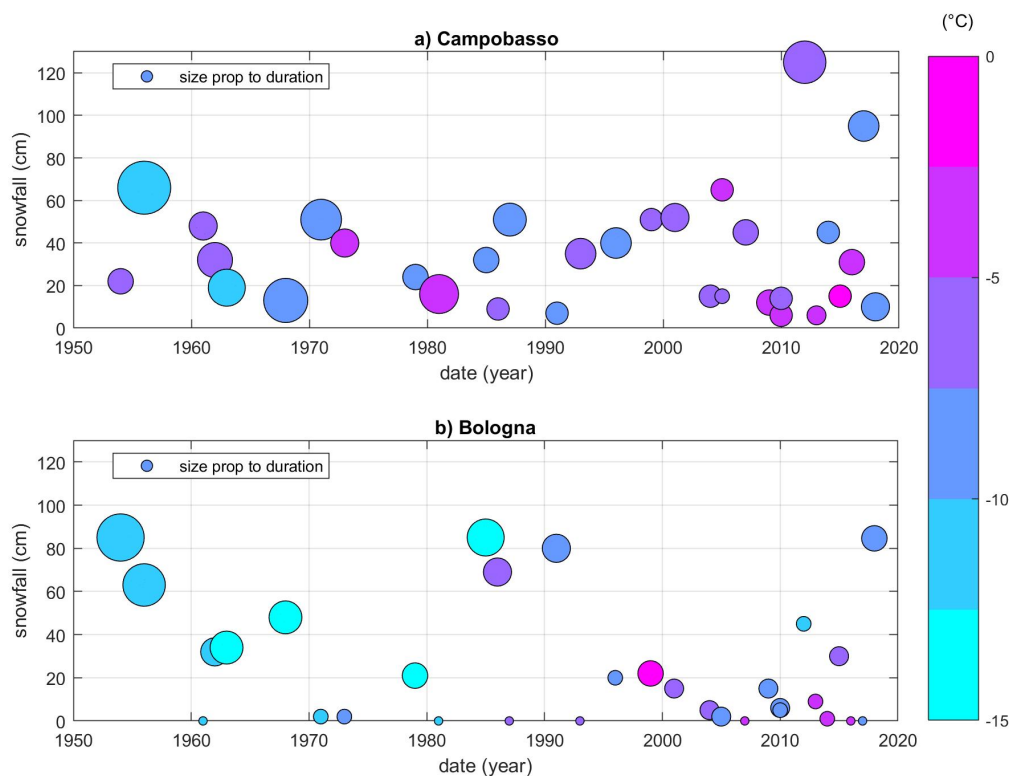 (°C)
a) Campobasso
size prop to duration
snowfall (cm)
120
100
80
60
40
20
0
1950 1960 1970 1980 1990 2000 2010 2020
date (year)
b) Bologna
size prop to duration
snowfall (cm)
120
100
80
60
40
20
0
1950 1960 1970 1980 1990 2000 2010 2020
date (year)
0
-5
-10
-15